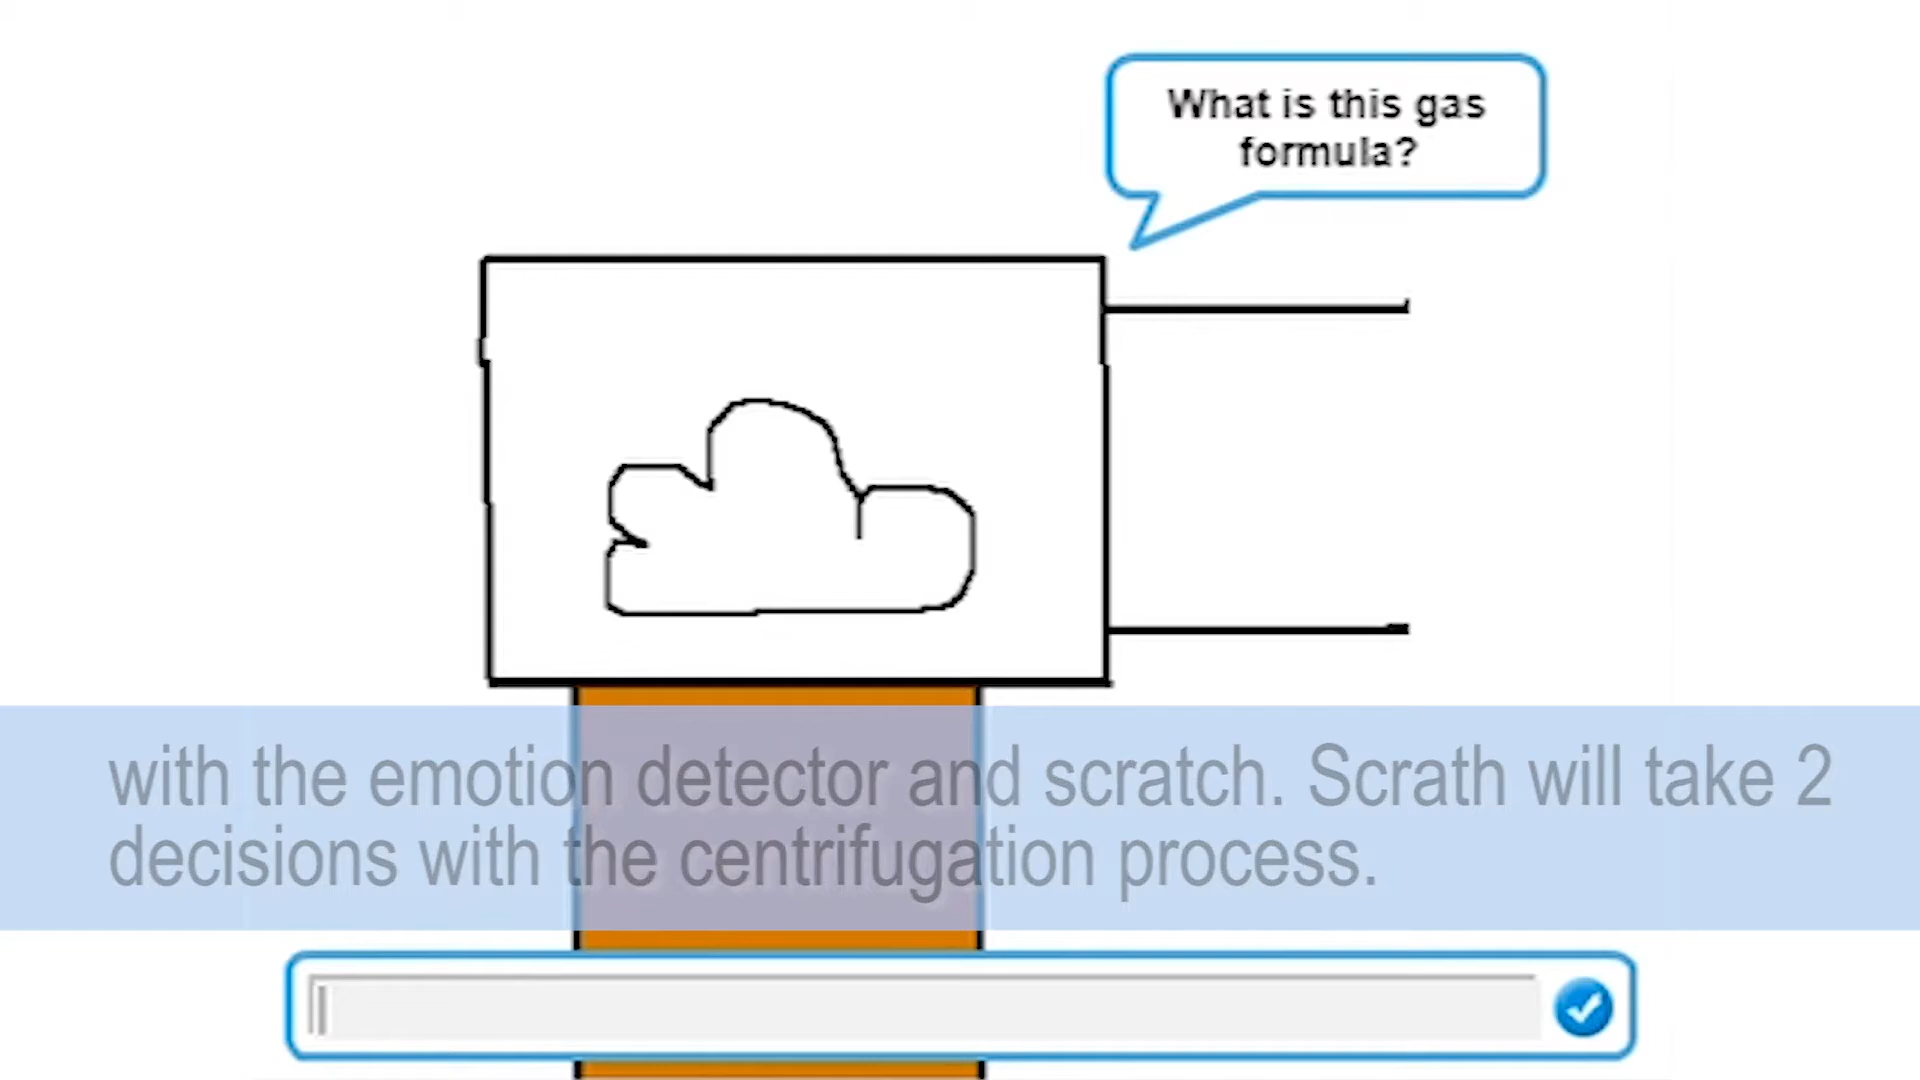 What is this gas
formula?
with the emotion detector and scratch. Scrath will take 2
decisions with the centrifugation process.